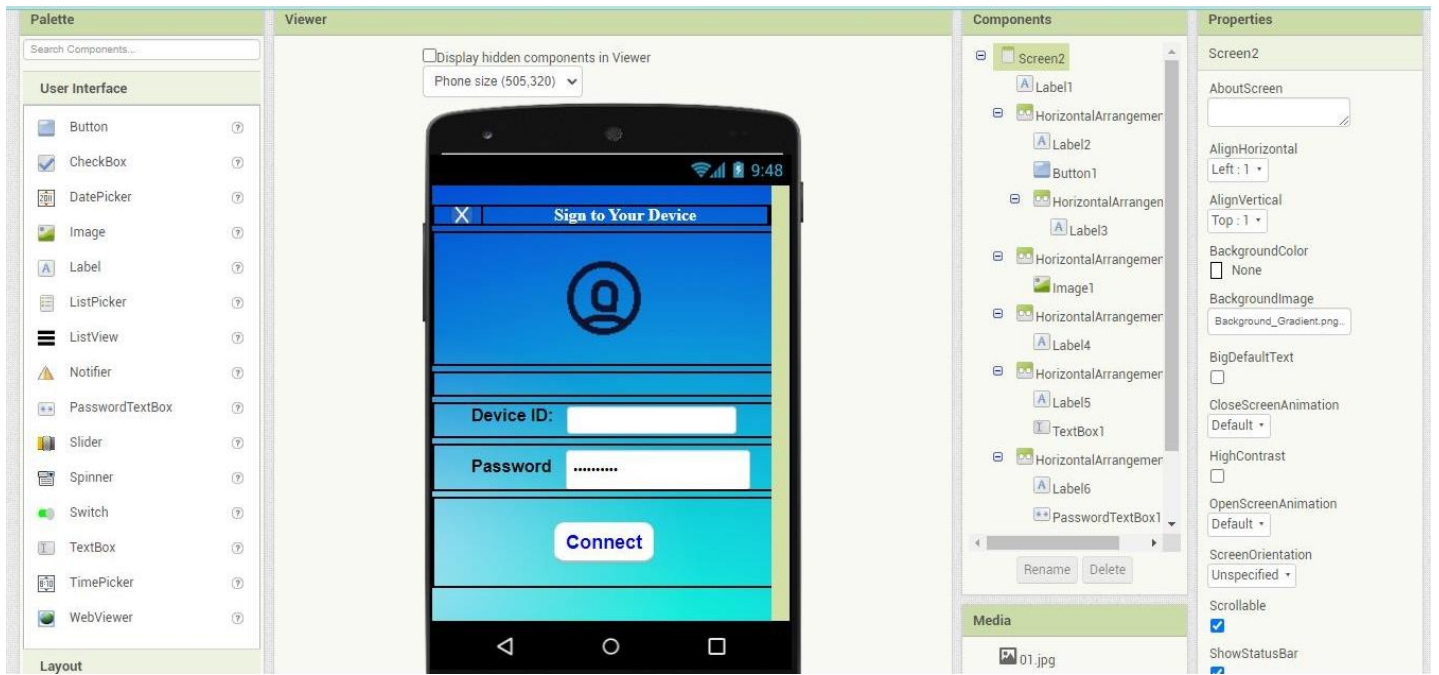 Palette
Search Components...
User Interface
Button
CheckBox
DatePicker
Image
Label
ListPicker
ListView
Notifier
PasswordTextBox
Slider
Spinner
Switch
TextBox
TimePicker
WebViewer
Layout
Viewer
Display hidden components in Viewer
Phone size (505,320)
9:48
X Sign to Your Device
Device ID:
Password
Connect
Components
Screen2
Label1
HorizontalArrangemer
Label2
Button1
HorizontalArrangen
Label3
HorizontalArrangemer
Image1
HorizontalArrangemer
Label4
HorizontalArrangemer
Label5
TextBox1
HorizontalArrangemer
Label6
PasswordTextBox1
Rename Delete
Media
01.jpg
Properties
Screen2
AboutScreen
AlignHorizontal
Left : 1
AlignVertical
Top : 1
BackgroundColor
None
BackgroundImage
Background_Gradient.png...
BigDefaultText
CloseScreenAnimation
Default
HighContrast
OpenScreenAnimation
Default
ScreenOrientation
Unspecified
Scrollable
ShowStatusBar